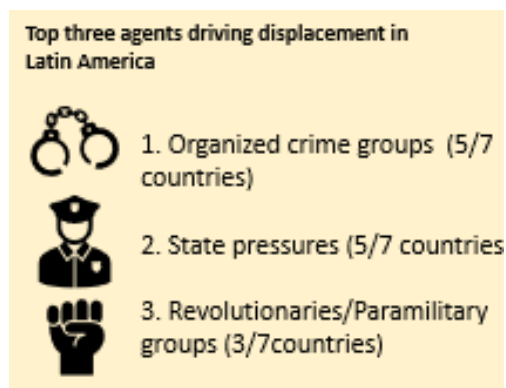 Top three agents driving displacement in
Latin America
1. Organized crime groups (5/7
countries)
2. State pressures (5/7 countries
3. Revolutionaries/Paramilitary
groups (3/7countries)